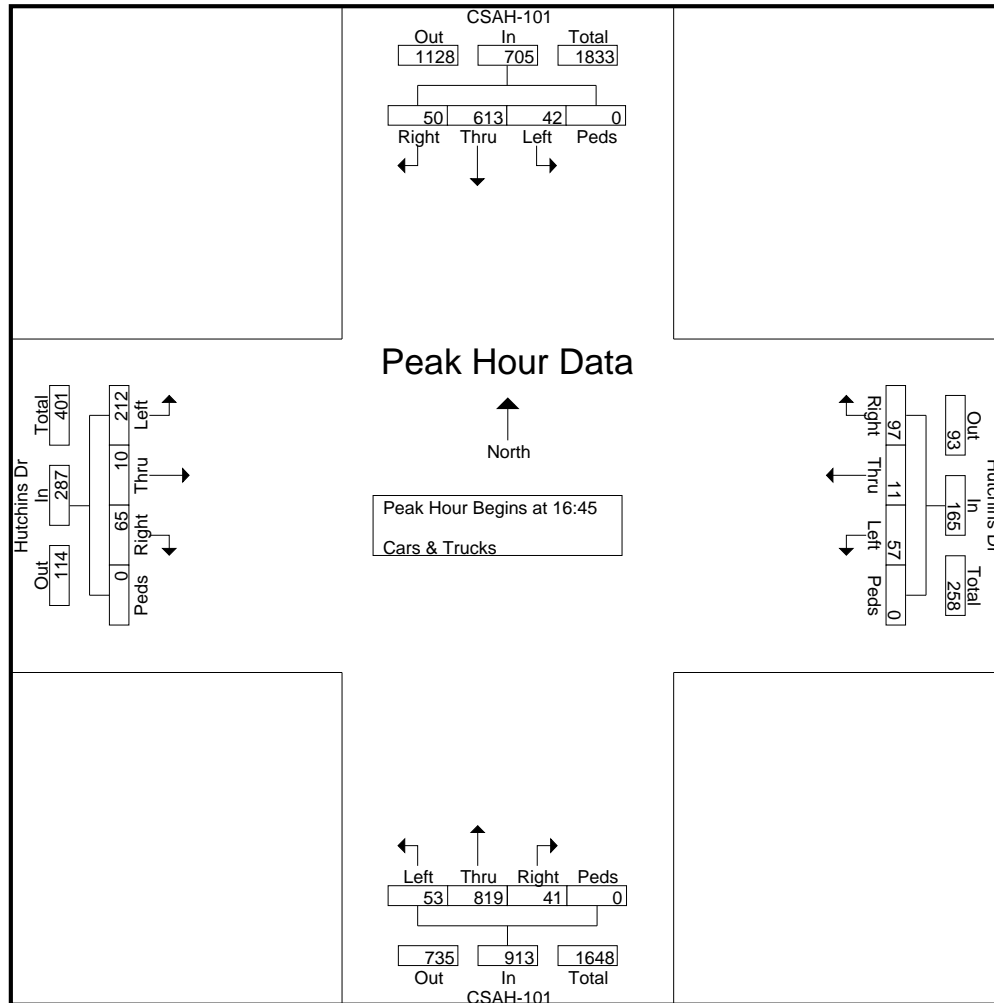 CSAH-101
Out In Total
1128 705 1833
50 613 42 0
Right Thru Left Peds
Peak Hour Data
North
Peak Hour Begins at 16:45
Cars & Trucks
Hutchins Dr
Total In Out
401 287 114
212 10 65 0
Left Thru Right Peds
Right Thru Left Peds
97 11 57 0
Out In Total
93 165 258
Hutchins Dr
Left Thru Right Peds
53 819 41 0
735 913 1648
Out In Total
CSAH-101